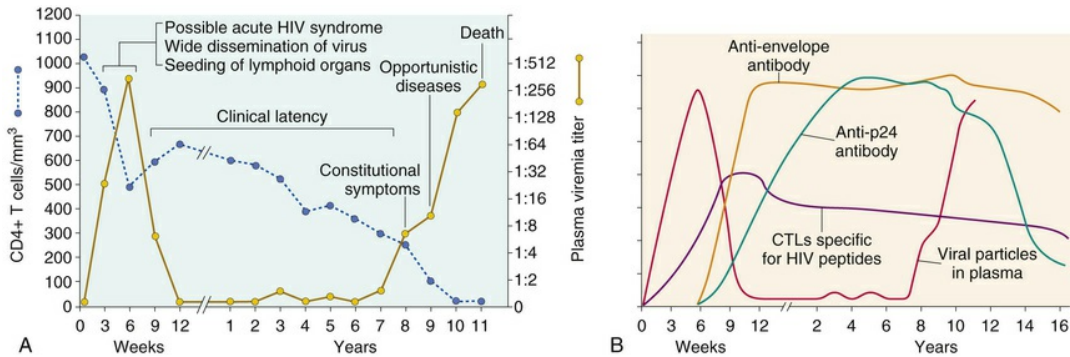 1200
1100
1000
900
800
700
600
500
400
300
200
100
0
CD4+ T cells/mm³
Possible acute HIV syndrome
Wide dissemination of virus
Seeding of lymphoid organs
Clinical latency
Constitutional
symptoms
Opportunistic
diseases
Death
1:512
1:256
1:128
1:64
1:32
1:16
1:8
1:4
1:2
0
Plasma viremia titer
0 3 6 9 12 1 2 3 4 5 6 7 8 9 10 11
Weeks Years
A
Anti-envelope
antibody
Anti-p24
antibody
CTLs specific
for HIV peptides
Viral particles
in plasma
0 3 6 9 12 2 4 6 8 10 12 14 16
Weeks Years
B